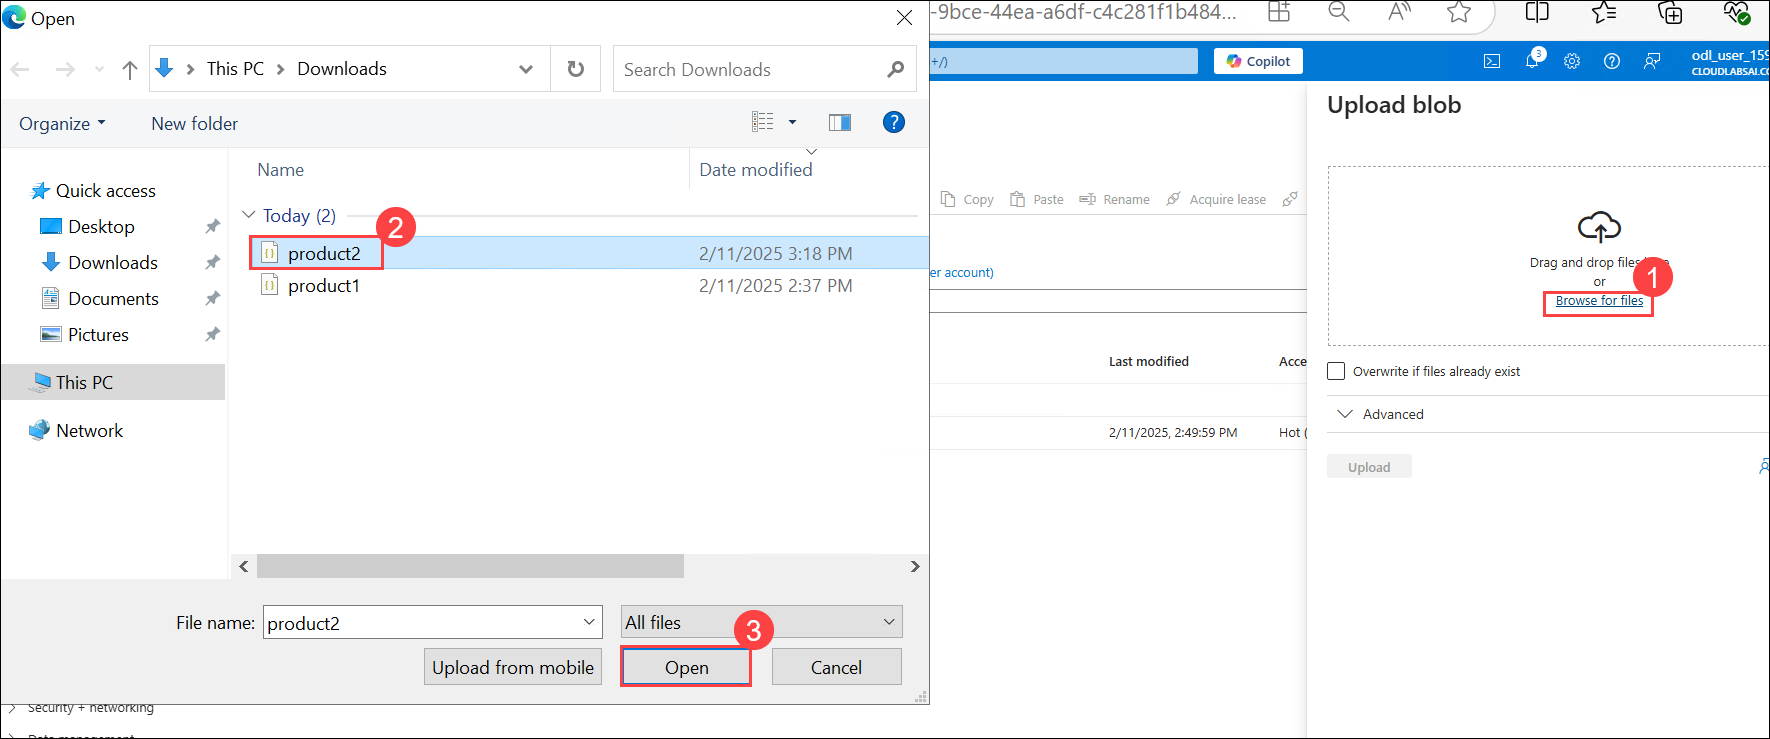 Open
This PC > Downloads
Search Downloads
Organize
New folder
Name
Date modified
Quick access
Desktop
Downloads
Documents
Pictures
This PC
Network
Today (2)
2
product2 2/11/2025 3:18 PM
product1 2/11/2025 2:37 PM
File name: product2
All files
3
Upload from mobile
Open
Cancel
Security + networking
Data management
-9bce-44ea-a6df-c4c281f1b484...
+/)
Copilot
3
odl_user_159
CLOUDLABSAI.CO
Copy
Paste
Rename
Acquire lease
er account)
Last modified
Acce
2/11/2025, 2:49:59 PM
Hot (
Upload blob
Drag and drop files
or
1
Browse for files
Overwrite if files already exist
Advanced
Upload